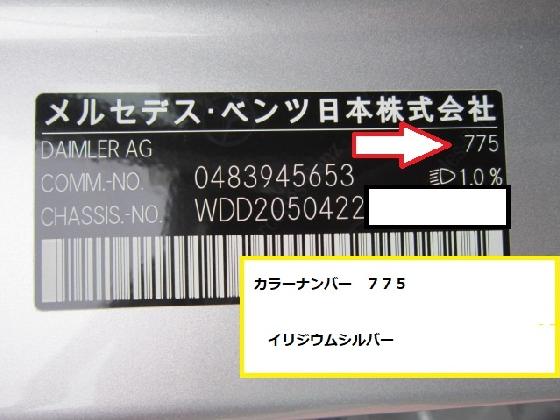 メルセデス・ベンツ日本株式会社
DAIMLER AG 775
COMM.-NO. 0483945653 1.0 %
CHASSIS.-NO. WDD2050422
カラーナンバー 775
イリジウムシルバー